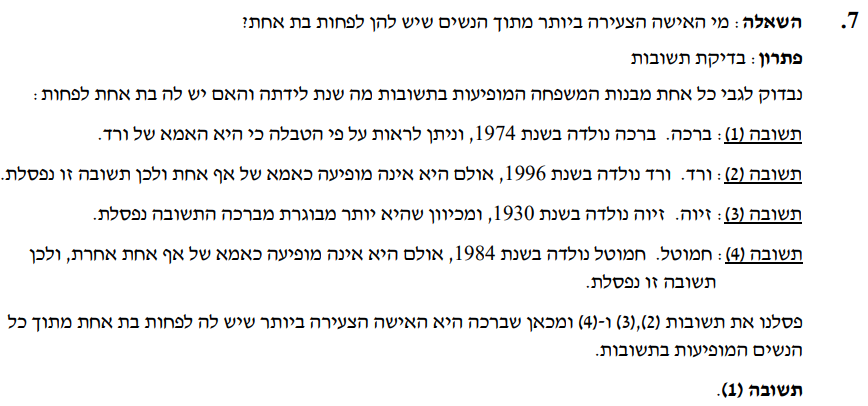 7. השאלה: מי האישה הצעירה ביותר מתוך הנשים שיש להן לפחות בת אחת?
פתרון: בדיקת תשובות
נבדוק לגבי כל אחת מבנות המשפחה המופיעות בתשובות מה שנת לידתה והאם יש לה בת אחת לפחות:
תשובה (1): ברכה. ברכה נולדה בשנת 1974, וניתן לראות על פי הטבלה כי היא האמא של ורד.
תשובה (2): ורד. ורד נולדה בשנת 1996, אולם היא אינה מופיעה כאמא של אף אחת ולכן תשובה זו נפסלת.
תשובה (3): זיוה. זיוה נולדה בשנת 1930, ומכיוון שהיא יותר מבוגרת מברכה התשובה נפסלת.
תשובה (4): חמוטל. חמוטל נולדה בשנת 1984, אולם היא אינה מופיעה כאמא של אף אחת אחרת, ולכן
תשובה זו נפסלת.
פסלנו את תשובות (2),(3) ו-(4) ומכאן שברכה היא האישה הצעירה ביותר שיש לה לפחות בת אחת מתוך כל
הנשים המופיעות בתשובות.
תשובה (1).